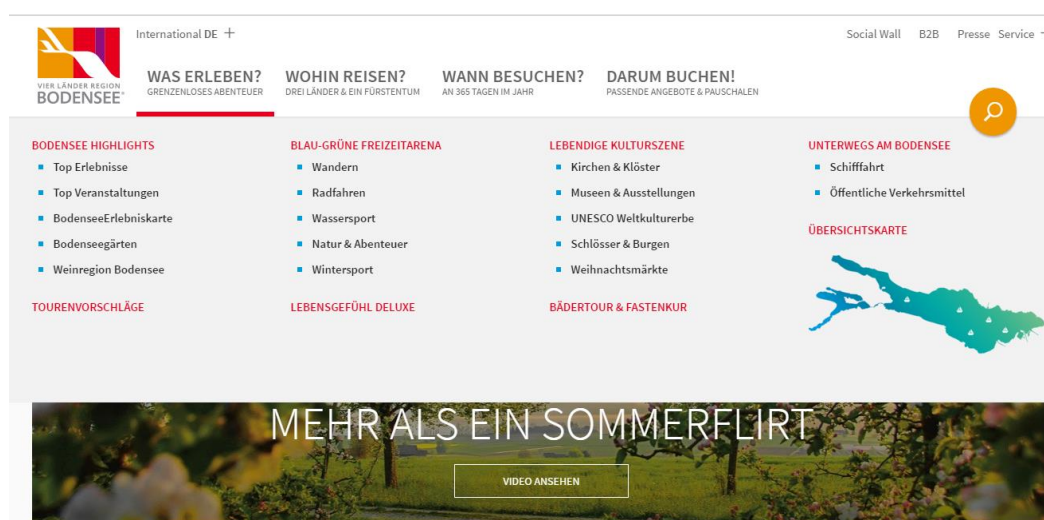 International DE +
Social Wall B2B Presse Service
VIER LÄNDER REGION
BODENSEE
WAS ERLEBEN?
GRENZENLOSES ABENTEUER
WOHIN REISEN?
DREI LÄNDER & EIN FÜRSTENTUM
WANN BESUCHEN?
AN 365 TAGEN IM JAHR
DARUM BUCHEN!
PASSENDE ANGEBOTE & PAUSCHALEN
BODENSEE HIGHLIGHTS
Top Erlebnisse
Top Veranstaltungen
BodenseeErlebniskarte
Bodenseegärten
Weinregion Bodensee
TOURENVORSCHLÄGE
BLAU-GRÜNE FREIZEITARENA
Wandern
Radfahren
Wassersport
Natur & Abenteuer
Wintersport
LEBENSGEFÜHL DELUXE
LEBENDIGE KULTURSZENE
Kirchen & Klöster
Museen & Ausstellungen
UNESCO Weltkulturerbe
Schlösser & Burgen
Weihnachtsmärkte
BÄDERTOUR & FASTENKUR
UNTERWEGS AM BODENSEE
Schifffahrt
Öffentliche Verkehrsmittel
ÜBERSICHTSKARTE
MEHR ALS EIN SOMMERFLIRT
VIDEO ANSEHEN